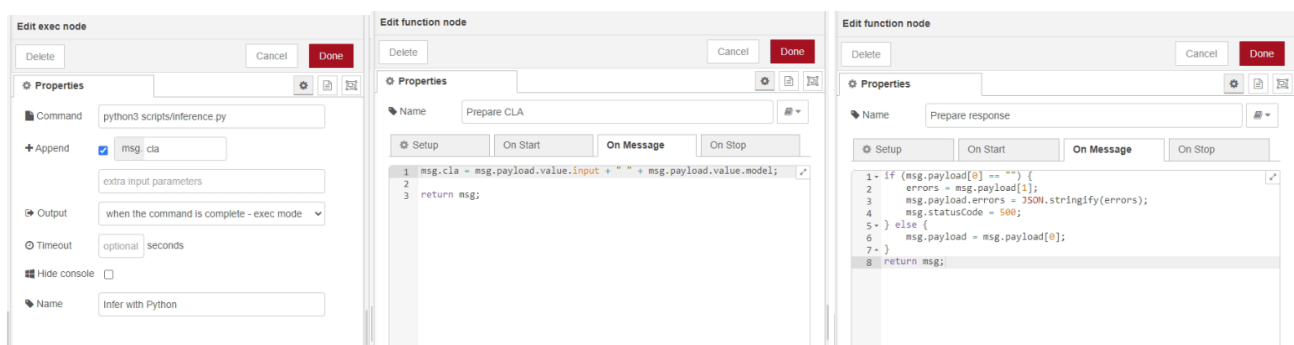 Edit exec node
Delete
Cancel
Done
Properties
Command
python3 scripts/inference.py
Append
msg. cla
extra input parameters
Output
when the command is complete - exec mode
Timeout
optional
seconds
Hide console
Name
Infer with Python
Edit function node
Delete
Cancel
Done
Properties
Name
Prepare CLA
Setup
On Start
On Message
On Stop
1 msg.cla = msg.payload.value.input + " " + msg.payload.value.model;
2
3 return msg;
Edit function node
Delete
Cancel
Done
Properties
Name
Prepare response
Setup
On Start
On Message
On Stop
1 if (msg.payload[0] == "") {
2 errors = msg.payload[1];
3 msg.payload.errors = JSON.stringify(errors);
4 msg.statusCode = 500;
5 } else {
6 msg.payload = msg.payload[0];
7 }
8 return msg;